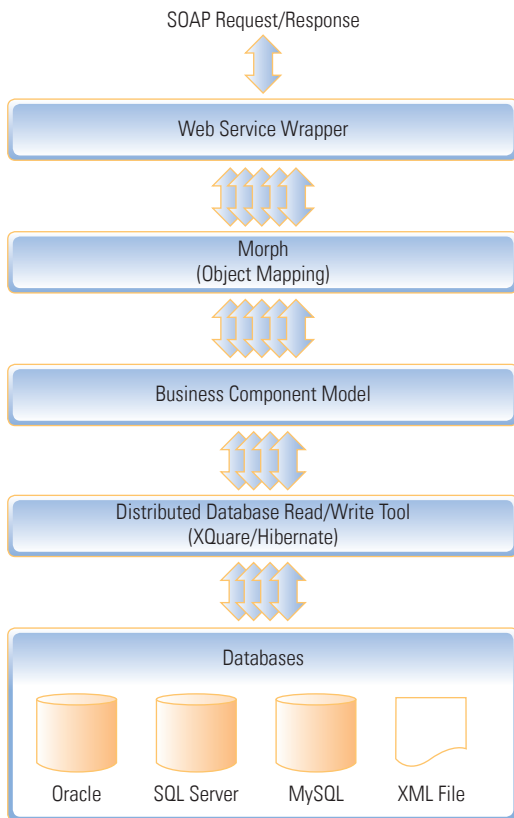 SOAP Request/Response
Web Service Wrapper
Morph
(Object Mapping)
Business Component Model
Distributed Database Read/Write Tool
(XQuare/Hibernate)
Databases
Oracle
SQL Server
MySQL
XML File